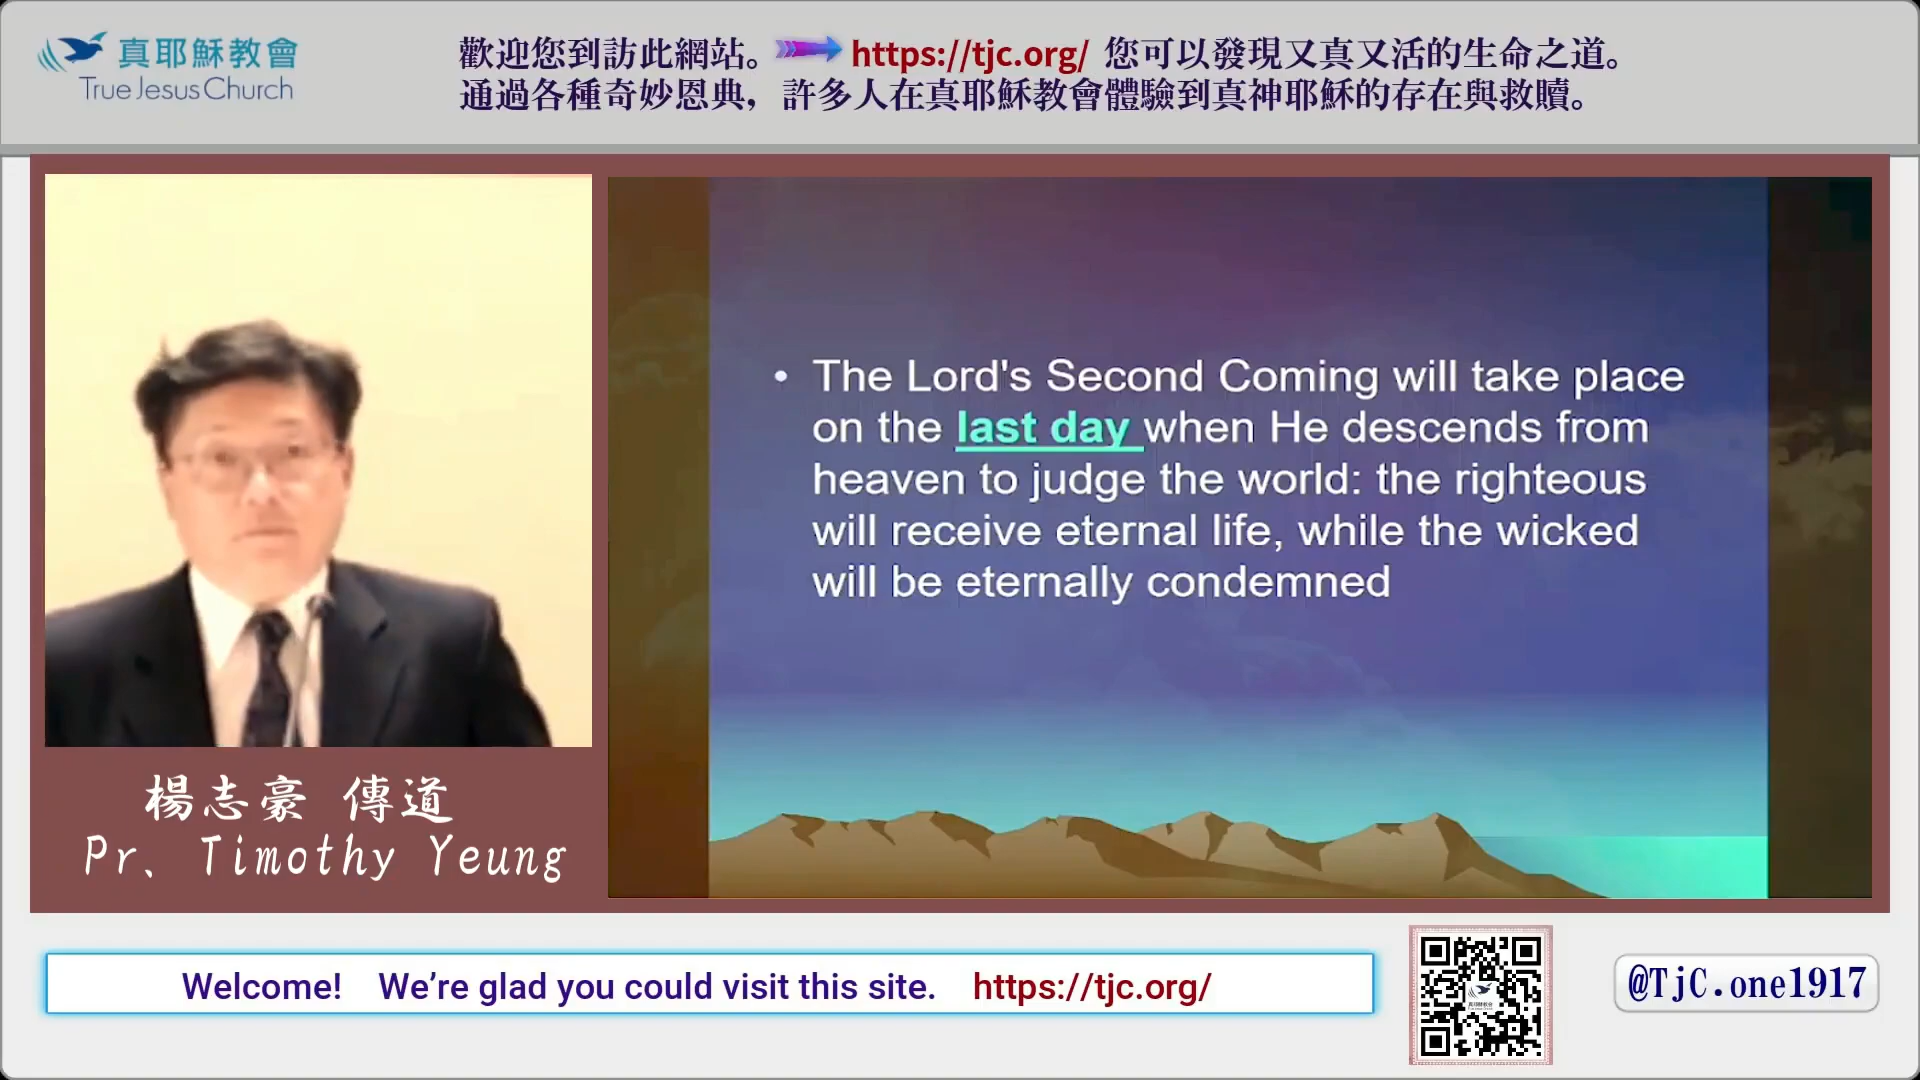 真耶穌教會
True Jesus Church
歡迎您到訪此網站。 https://tjc.org/ 您可以發現又真又活的生命之道。
通過各種奇妙恩典，許多人在真耶穌教會體驗到真神耶穌的存在與救贖。
• The Lord's Second Coming will take place
on the last day when He descends from
heaven to judge the world: the righteous
will receive eternal life, while the wicked
will be eternally condemned
楊志豪 傳道
Pr. Timothy Yeung
Welcome! We’re glad you could visit this site. https://tjc.org/
真耶穌教會
@TjC.one1917